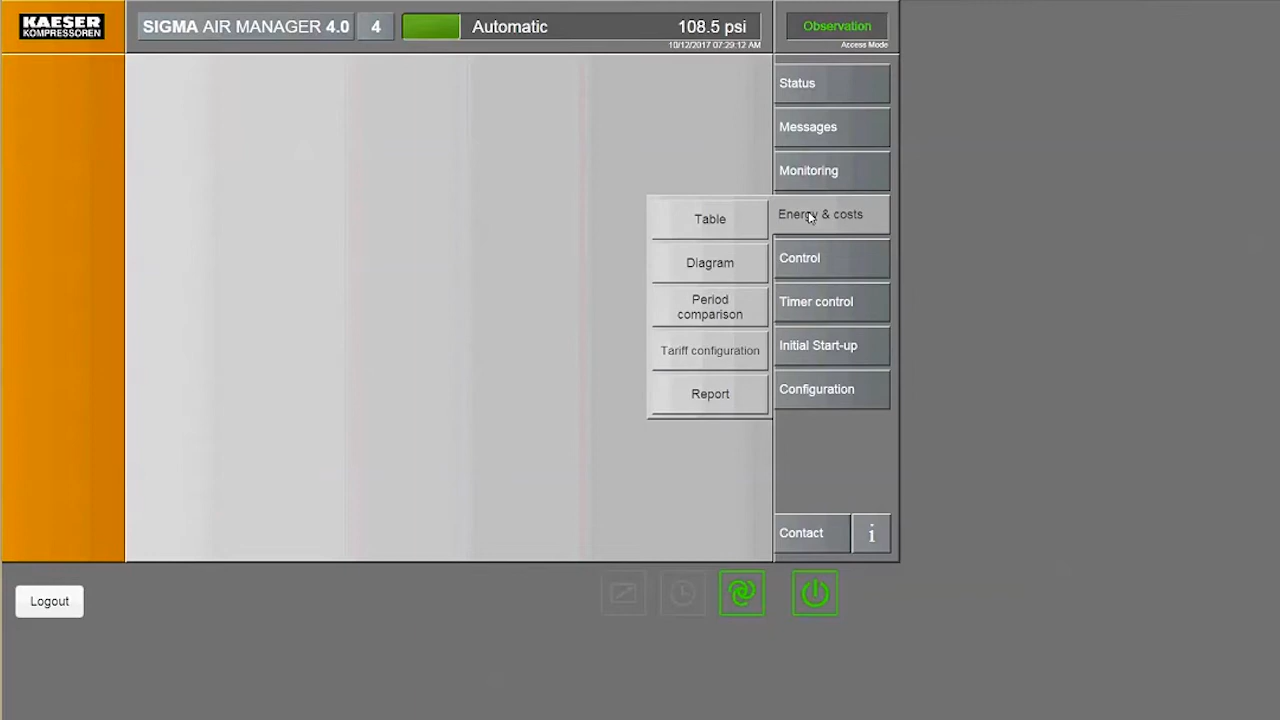 KAESER
KOMPRESSOREN
SIGMA AIR MANAGER 4.0
4
Automatic
108.5 psi
10/12/2017 07:29:12 AM
Observation
Access Mode
Status
Messages
Monitoring
Energy & costs
Control
Timer control
Initial Start-up
Configuration
Table
Diagram
Period
comparison
Tariff configuration
Report
Contact
i
Logout